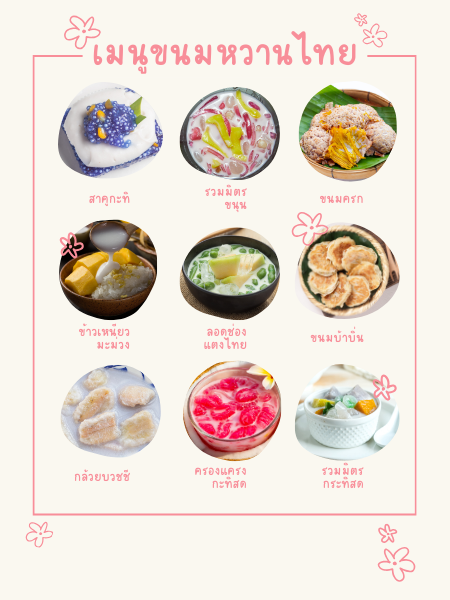 เมนูขนมหวานไทย
สาคูกะทิ
รวมมิตร
ขนุน
ขนมครก
ข้าวเหนียว
มะม่วง
ลอดช่อง
แตงไทย
ขนมบ้าบิ่น
กล้วยบวชชี
ครองแครง
กะทิสด
รวมมิตร
กระทิสด